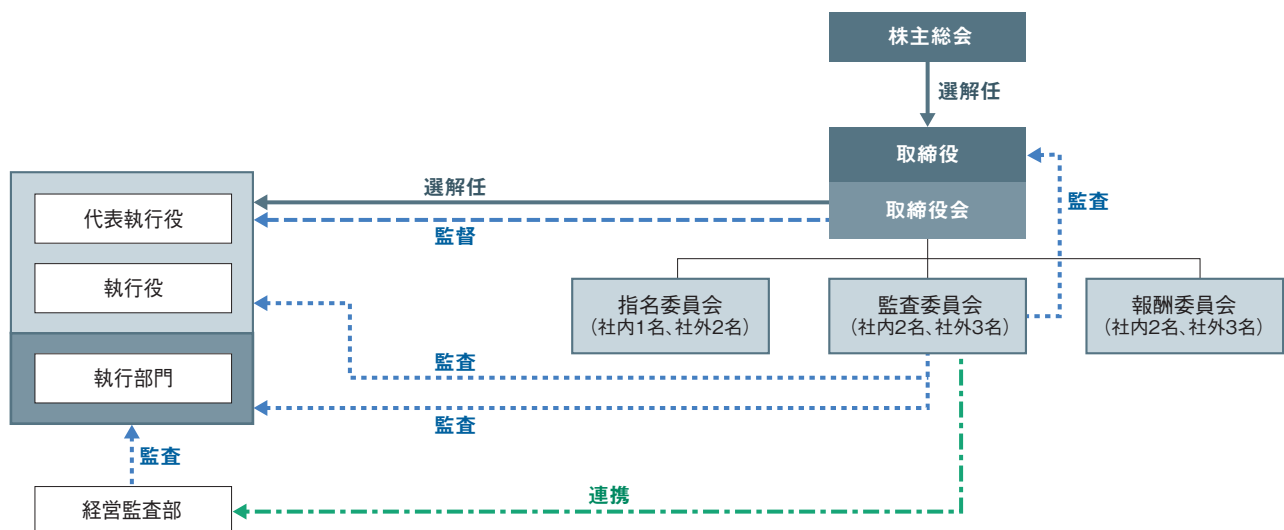 株主総会
選解任
取締役
取締役会
監査
選解任
監督
代表執行役
執行役
執行部門
指名委員会
（社内1名、社外2名）
監査委員会
（社内2名、社外3名）
報酬委員会
（社内2名、社外3名）
監査
監査
監査
連携
経営監査部